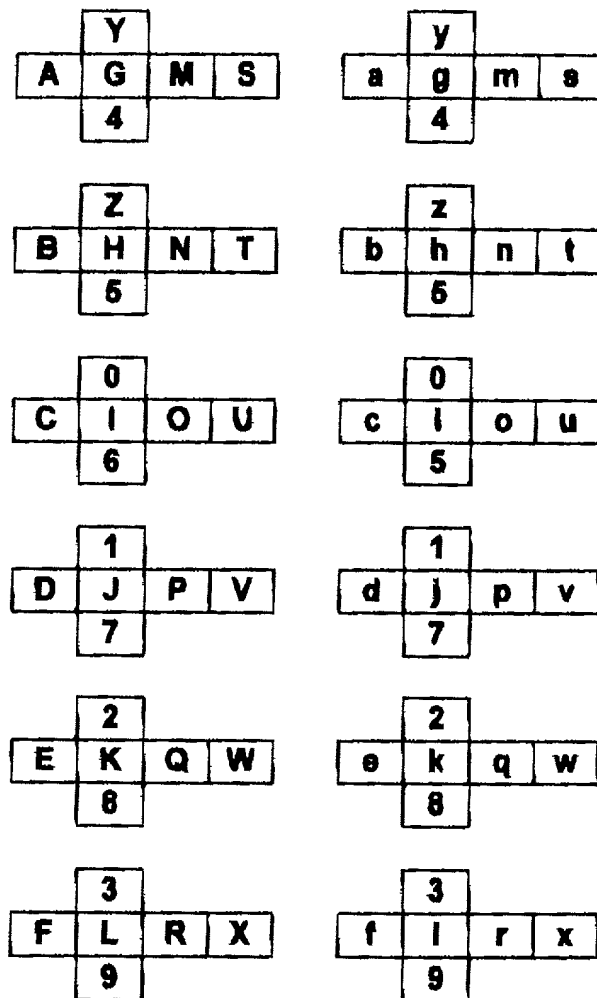 Y y
A G M S a g m s
4 4
Z z
B H N T b h n t
5 5
0 0
C I O U c i o u
6 5
1 1
D J P V d j p v
7 7
2 2
E K Q W e k q w
8 8
3 3
F L R X f l r x
9 9